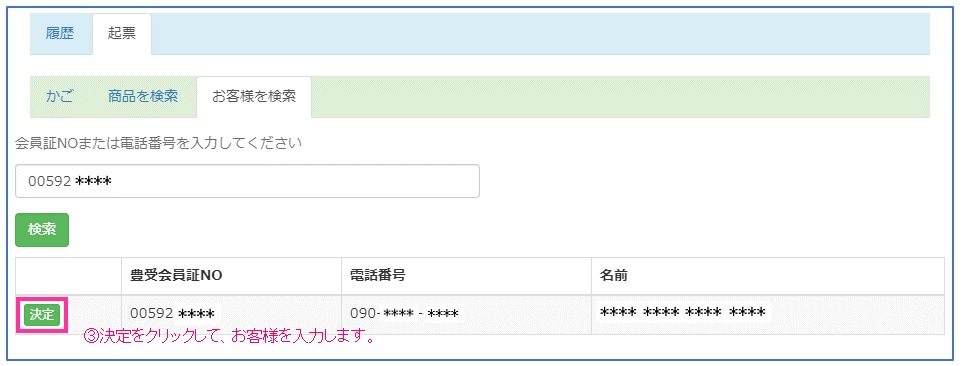 履歴 起票
かご 商品を検索 お客様を検索
会員証NOまたは電話番号を入力してください
00592 ****
検索
豊受会員証NO 電話番号 名前
決定 00592 **** 090- **** - **** **** **** **** ****
③決定をクリックして、お客様を入力します。